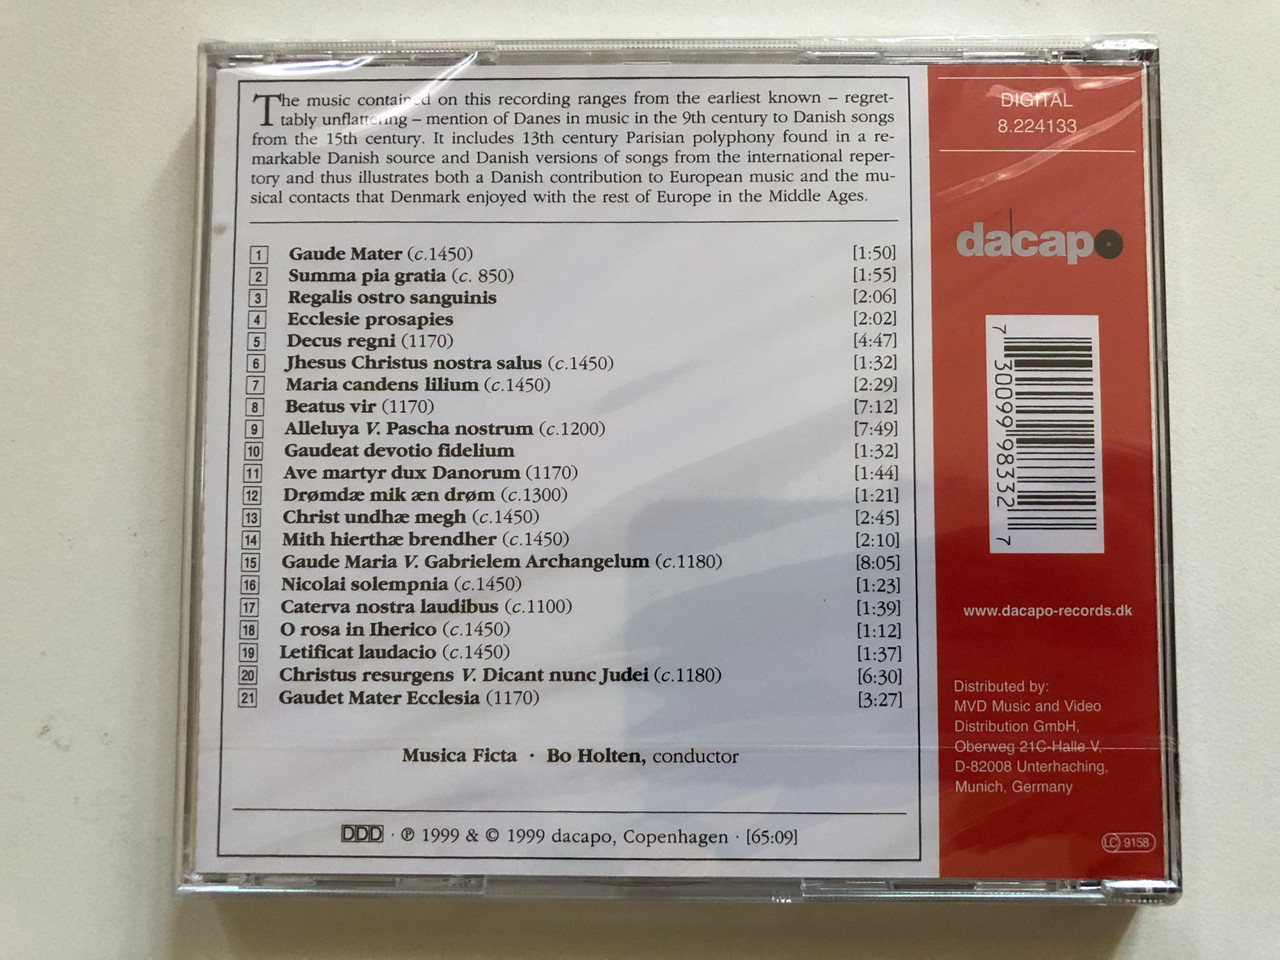 The music contained on this recording ranges from the earliest known – regret-
tably unflattering – mention of Danes in music in the 9th century to Danish songs
from the 15th century. It includes 13th century Parisian polyphony found in a re-
markable Danish source and Danish versions of songs from the international reper-
tory and thus illustrates both a Danish contribution to European music and the mu-
sical contacts that Denmark enjoyed with the rest of Europe in the Middle Ages.
1 Gaude Mater (c.1450) [1:50]
2 Summa pia gratia (c. 850) [1:55]
3 Regalis ostro sanguinis [2:06]
4 Ecclesie prosapies [2:02]
5 Decus regni (1170) [4:47]
6 Jhesus Christus nostra salus (c.1450) [1:32]
7 Maria candens lilium (c.1450) [2:29]
8 Beatus vir (1170) [7:12]
9 Alleluya V. Pascha nostrum (c.1200) [7:49]
10 Gaudeat devotio fidelium [1:32]
11 Ave martyr dux Danorum (1170) [1:44]
12 Drømdæ mik æn drøm (c.1300) [1:21]
13 Christ undhæ megh (c.1450) [2:45]
14 Mith hierthæ brendher (c.1450) [2:10]
15 Gaude Maria V. Gabrielem Archangelum (c.1180) [8:05]
16 Nicolai solempnia (c.1450) [1:23]
17 Caterva nostra laudibus (c.1100) [1:39]
18 O rosa in Iherico (c.1450) [1:12]
19 Letificat laudacio (c.1450) [1:37]
20 Christus resurgens V. Dicant nunc Judei (c.1180) [6:30]
21 Gaudet Mater Ecclesia (1170) [3:27]
Musica Ficta · Bo Holten, conductor
DDD · ℗ 1999 & © 1999 dacapo, Copenhagen · [65:09]
DIGITAL
8.224133
dacapo
7 30099 98332 7
www.dacapo-records.dk
Distributed by:
MVD Music and Video
Distribution GmbH,
Oberweg 21C-Halle V,
D-82008 Unterhaching,
Munich, Germany
LC 9158